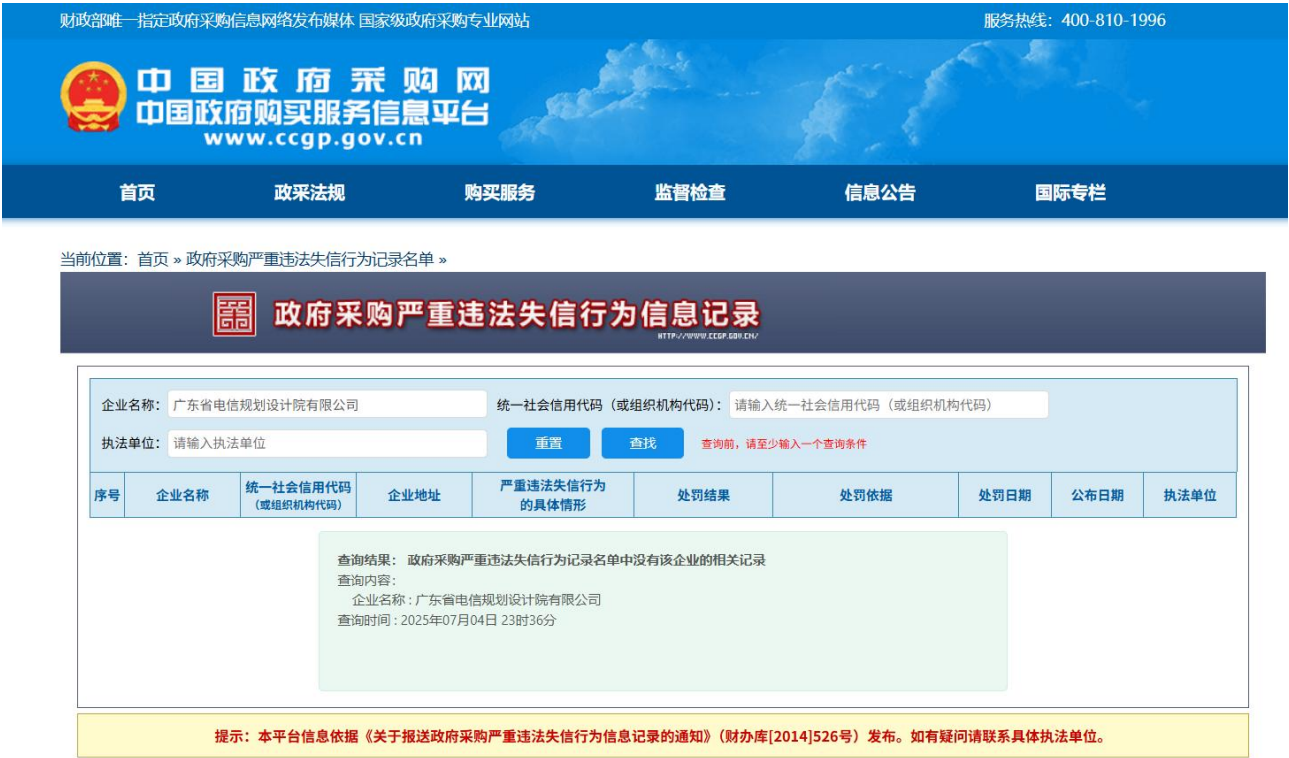 财政部唯一指定政府采购信息网络发布媒体 国家级政府采购专业网站 服务热线：400-810-1996
中国政府采购网
中国政府购买服务信息平台
www.ccgp.gov.cn
首页 政采法规 购买服务 监督检查 信息公告 国际专栏
当前位置：首页 » 政府采购严重违法失信行为记录名单 »
政府采购严重违法失信行为信息记录
HTTP://WWW.CCGP.GOV.CN/
企业名称： 广东省电信规划设计院有限公司 统一社会信用代码（或组织机构代码）： 请输入统一社会信用代码（或组织机构代码）
执法单位： 请输入执法单位 重置 查找 查询前，请至少输入一个查询条件
序号 企业名称 统一社会信用代码 （或组织机构代码） 企业地址 严重违法失信行为 的具体情形 处罚结果 处罚依据 处罚日期 公布日期 执法单位
查询结果： 政府采购严重违法失信行为记录名单中没有该企业的相关记录
查询内容：
企业名称 : 广东省电信规划设计院有限公司
查询时间 : 2025年07月04日 23时36分
提示：本平台信息依据《关于报送政府采购严重违法失信行为信息记录的通知》（财办库[2014]526号）发布。如有疑问请联系具体执法单位。